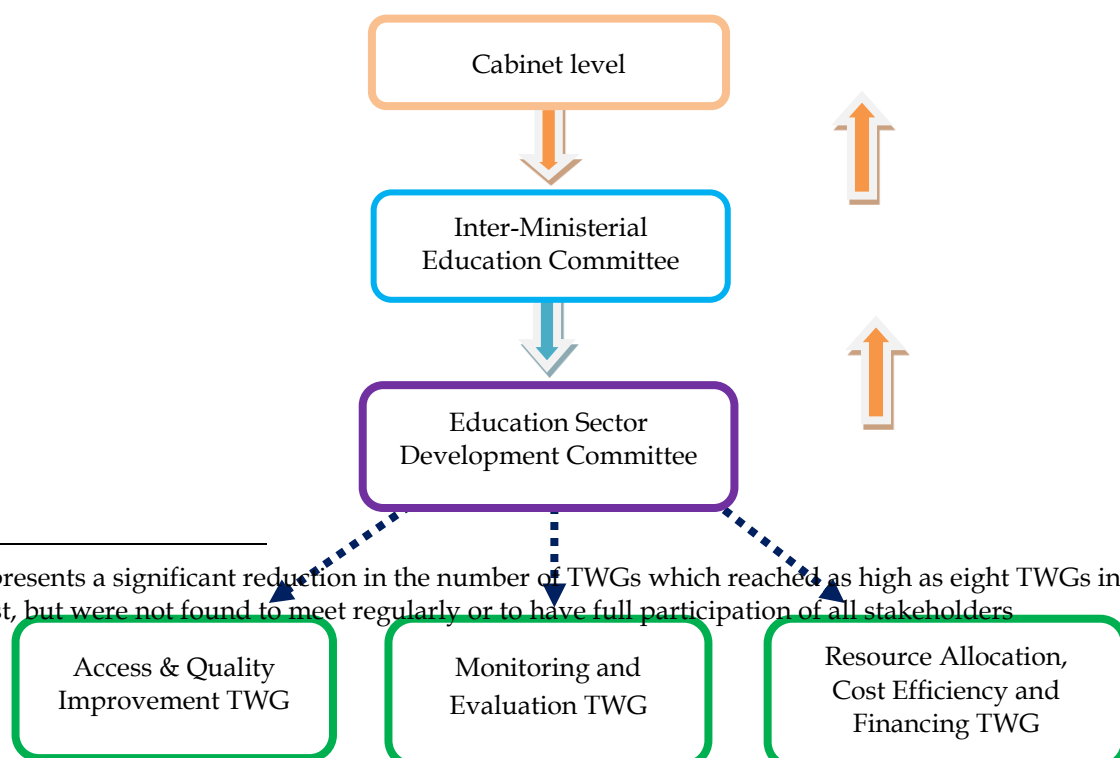 Cabinet level
Inter-Ministerial
Education Committee
Education Sector
Development Committee
presents a significant reduction in the number of TWGs which reached as high as eight TWGs in
st, but were not found to meet regularly or to have full participation of all stakeholders
Access & Quality
Improvement TWG
Monitoring and
Evaluation TWG
Resource Allocation,
Cost Efficiency and
Financing TWG